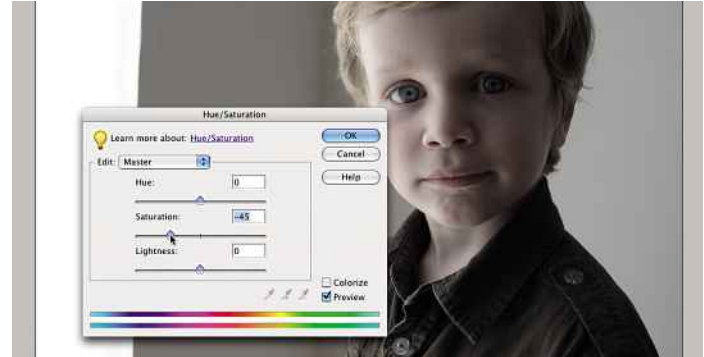 Hue/Saturation
Learn more about: Hue/Saturation
OK
Edit: Master
Cancel
Hue: 0
Help
Saturation: -45
Lightness: 0
Colorize
Preview